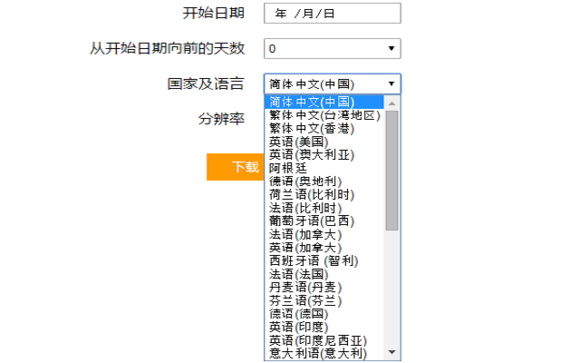 开始日期 年 /月/日
从开始日期向前的天数 0
国家及语言 简体中文(中国)
分辨率
下载
简体中文(中国)
繁体中文(台湾地区)
繁体中文(香港)
英语(美国)
英语(澳大利亚)
阿根廷
德语(奥地利)
荷兰语(比利时)
法语(比利时)
葡萄牙语(巴西)
法语(加拿大)
英语(加拿大)
西班牙语 (智利)
法语(法国)
丹麦语(丹麦)
芬兰语(芬兰)
德语(德国)
英语(印度)
英语(印度尼西亚)
意大利语(意大利)